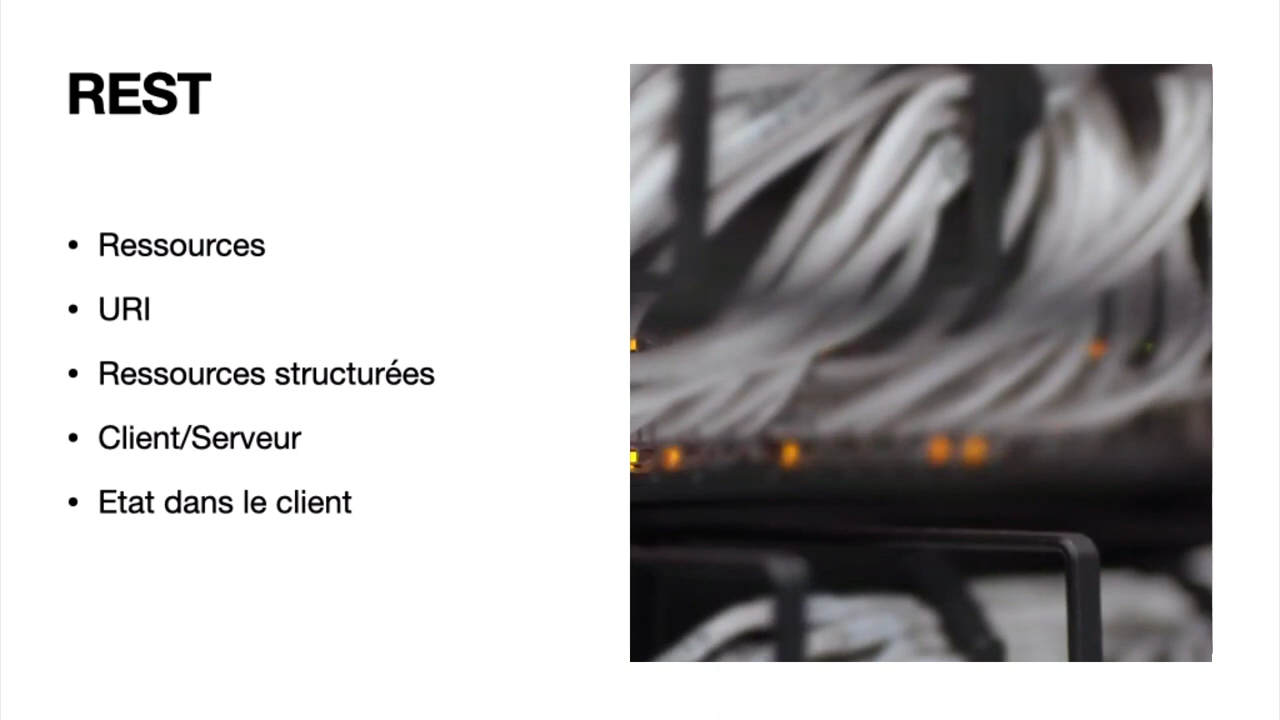 REST
• Ressources
• URI
• Ressources structurées
• Client/Serveur
• Etat dans le client